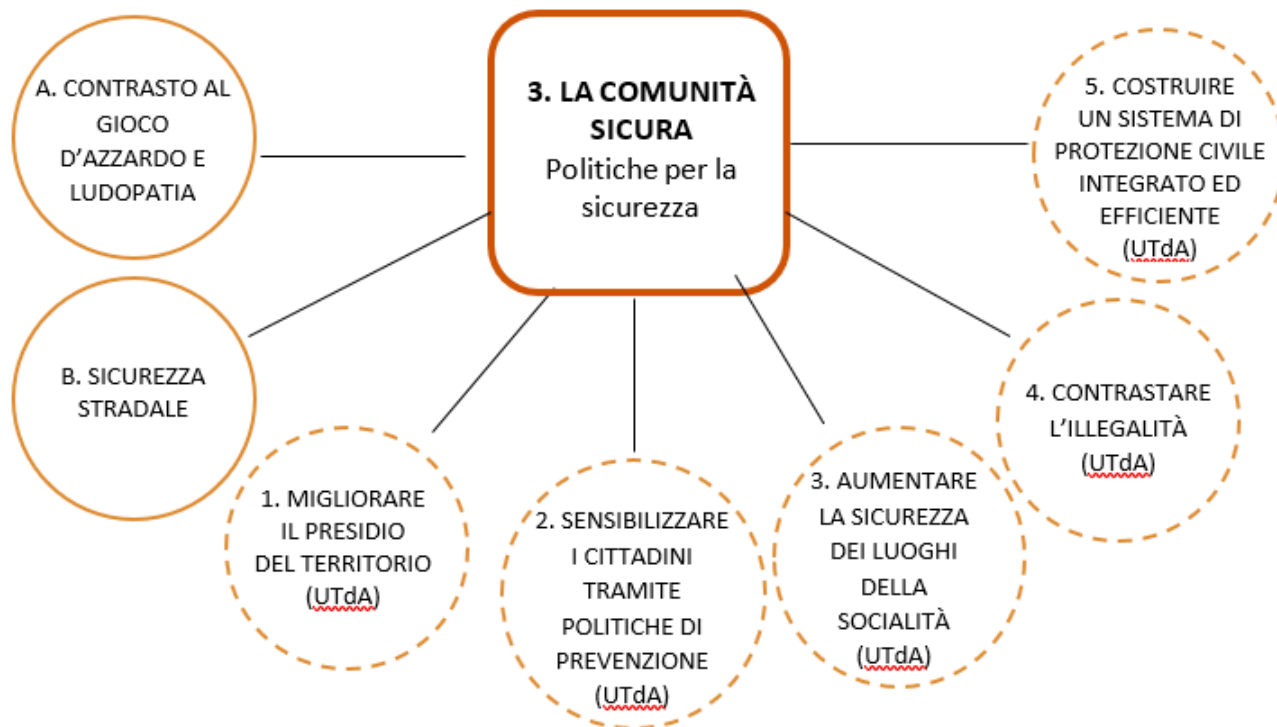 3. LA COMUNITÀ
SICURA
Politiche per la
sicurezza
A. CONTRASTO AL
GIOCO
D’AZZARDO E
LUDOPATIA
B. SICUREZZA
STRADALE
1. MIGLIORARE
IL PRESIDIO
DEL TERRITORIO
(UTdA)
2. SENSIBILIZZARE
I CITTADINI
TRAMITE
POLITICHE DI
PREVENZIONE
(UTdA)
3. AUMENTARE
LA SICUREZZA
DEI LUOGHI
DELLA
SOCIALITÀ
(UTdA)
4. CONTRASTARE
L’ILLEGALITÀ
(UTdA)
5. COSTRUIRE
UN SISTEMA DI
PROTEZIONE CIVILE
INTEGRATO ED
EFFICIENTE
(UTdA)